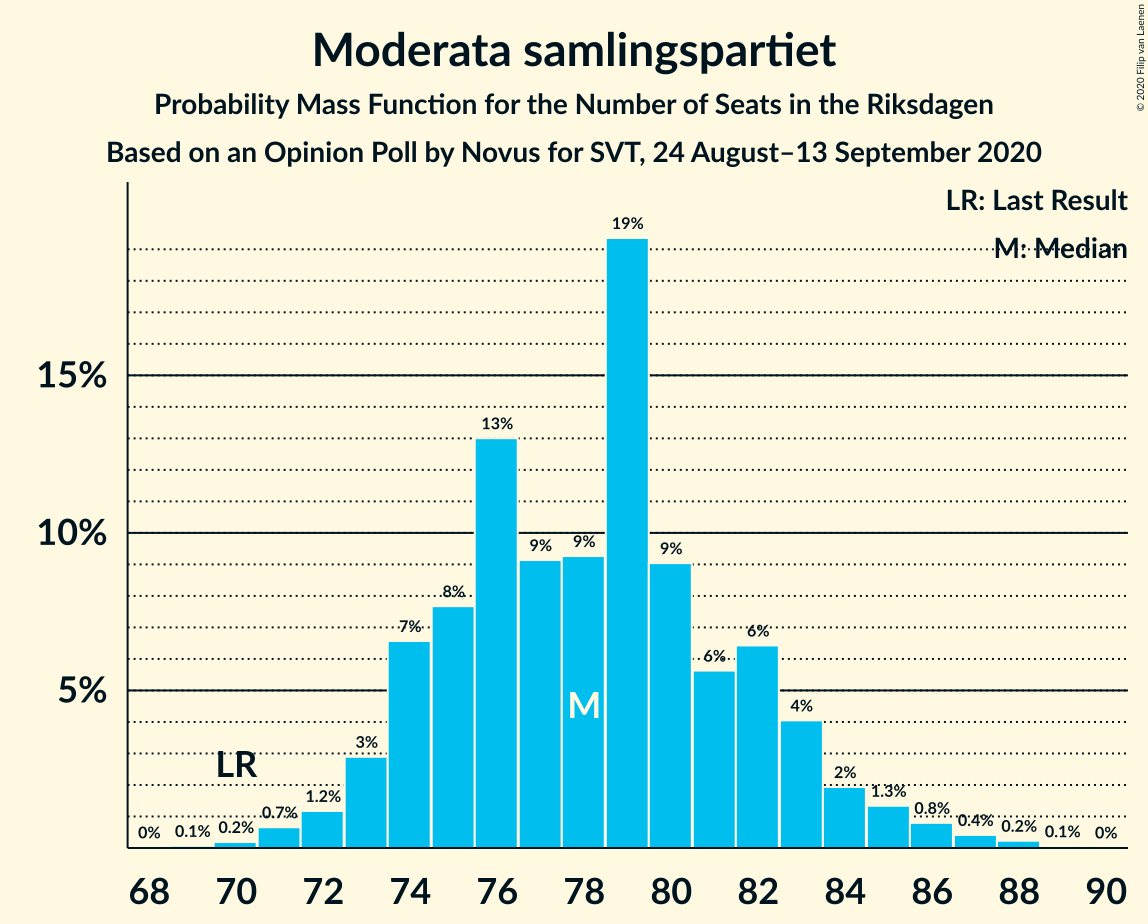 Moderata samlingspartiet
Probability Mass Function for the Number of Seats in the Riksdagen
Based on an Opinion Poll by Novus for SVT, 24 August–13 September 2020
© 2020 Filip van Laenen
LR: Last Result
M: Median
15%
10%
5%
0%
0.1%
0.2%
0.7%
1.2%
3%
7%
8%
13%
9%
9%
19%
9%
6%
6%
4%
2%
1.3%
0.8%
0.4%
0.2%
0.1%
0%
LR
M
68 70 72 74 76 78 80 82 84 86 88 90